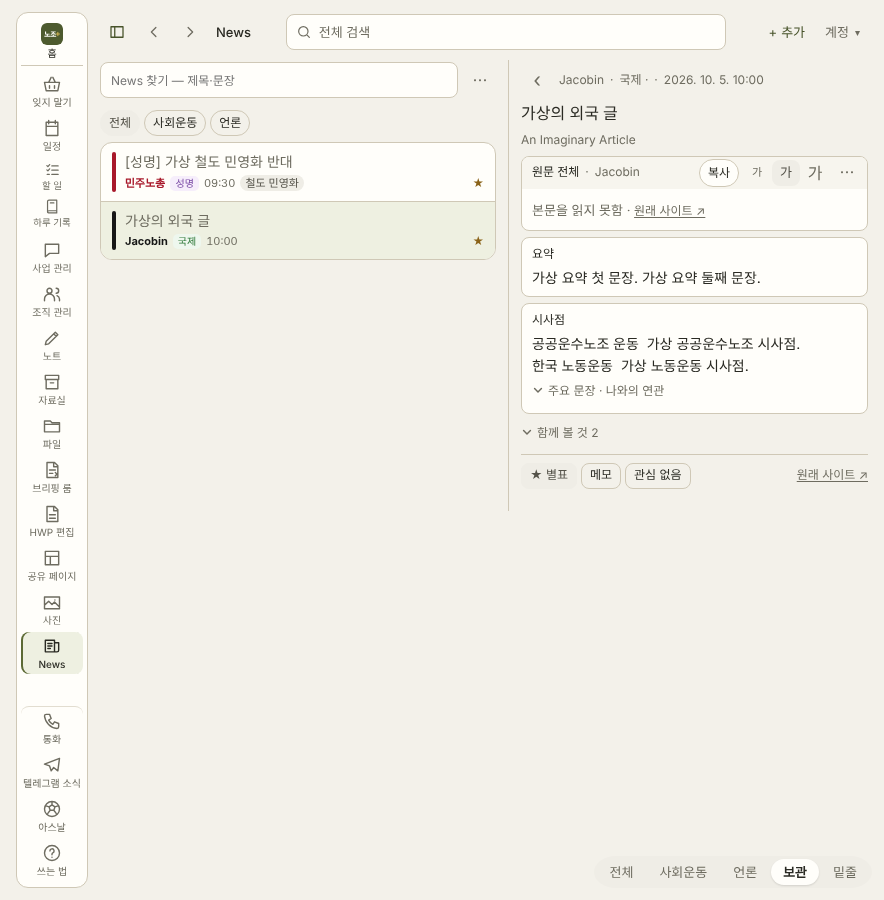 노조+
홈
잊지 말기
일정
할 일
하루 기록
사업 관리
조직 관리
노트
자료실
파일
브리핑 룸
HWP 편집
공유 페이지
사진
News
통화
텔레그램 소식
아스날
쓰는 법
News
전체 검색
+ 추가
계정 ▾
News 찾기 — 제목·문장
···
전체 사회운동 언론
[성명] 가상 철도 민영화 반대
민주노총 성명 09:30 철도 민영화 ★
가상의 외국 글
Jacobin 국제 10:00 ★
Jacobin · 국제 · · 2026. 10. 5. 10:00
가상의 외국 글
An Imaginary Article
원문 전체 · Jacobin 복사 가 가 가 ···
본문을 읽지 못함 · 원래 사이트 ↗
요약
가상 요약 첫 문장. 가상 요약 둘째 문장.
시사점
공공운수노조 운동 가상 공공운수노조 시사점.
한국 노동운동 가상 노동운동 시사점.
주요 문장 · 나와의 연관
함께 볼 것 2
★ 별표 메모 관심 없음 원래 사이트 ↗
전체 사회운동 언론 보관 밑줄